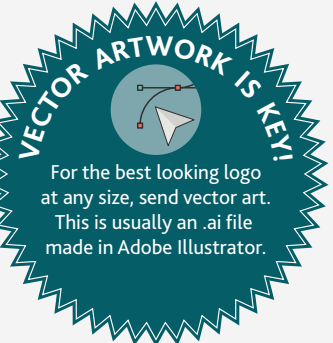 VECTOR ARTWORK IS KEY!
For the best looking logo
at any size, send vector art.
This is usually an .ai file
made in Adobe Illustrator.